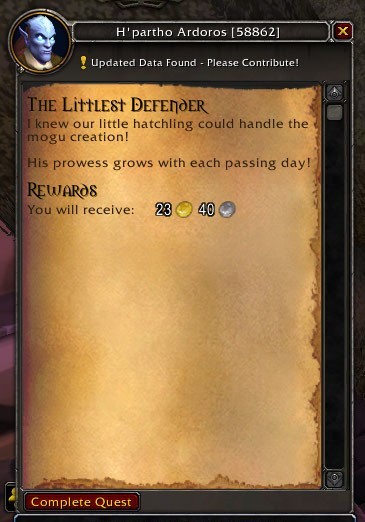 H'partho Ardoros [58862]
Updated Data Found - Please Contribute!
The Littlest Defender
I knew our little hatchling could handle the
mogu creation!
His prowess grows with each passing day!
Rewards
You will receive: 23 40
Complete Quest